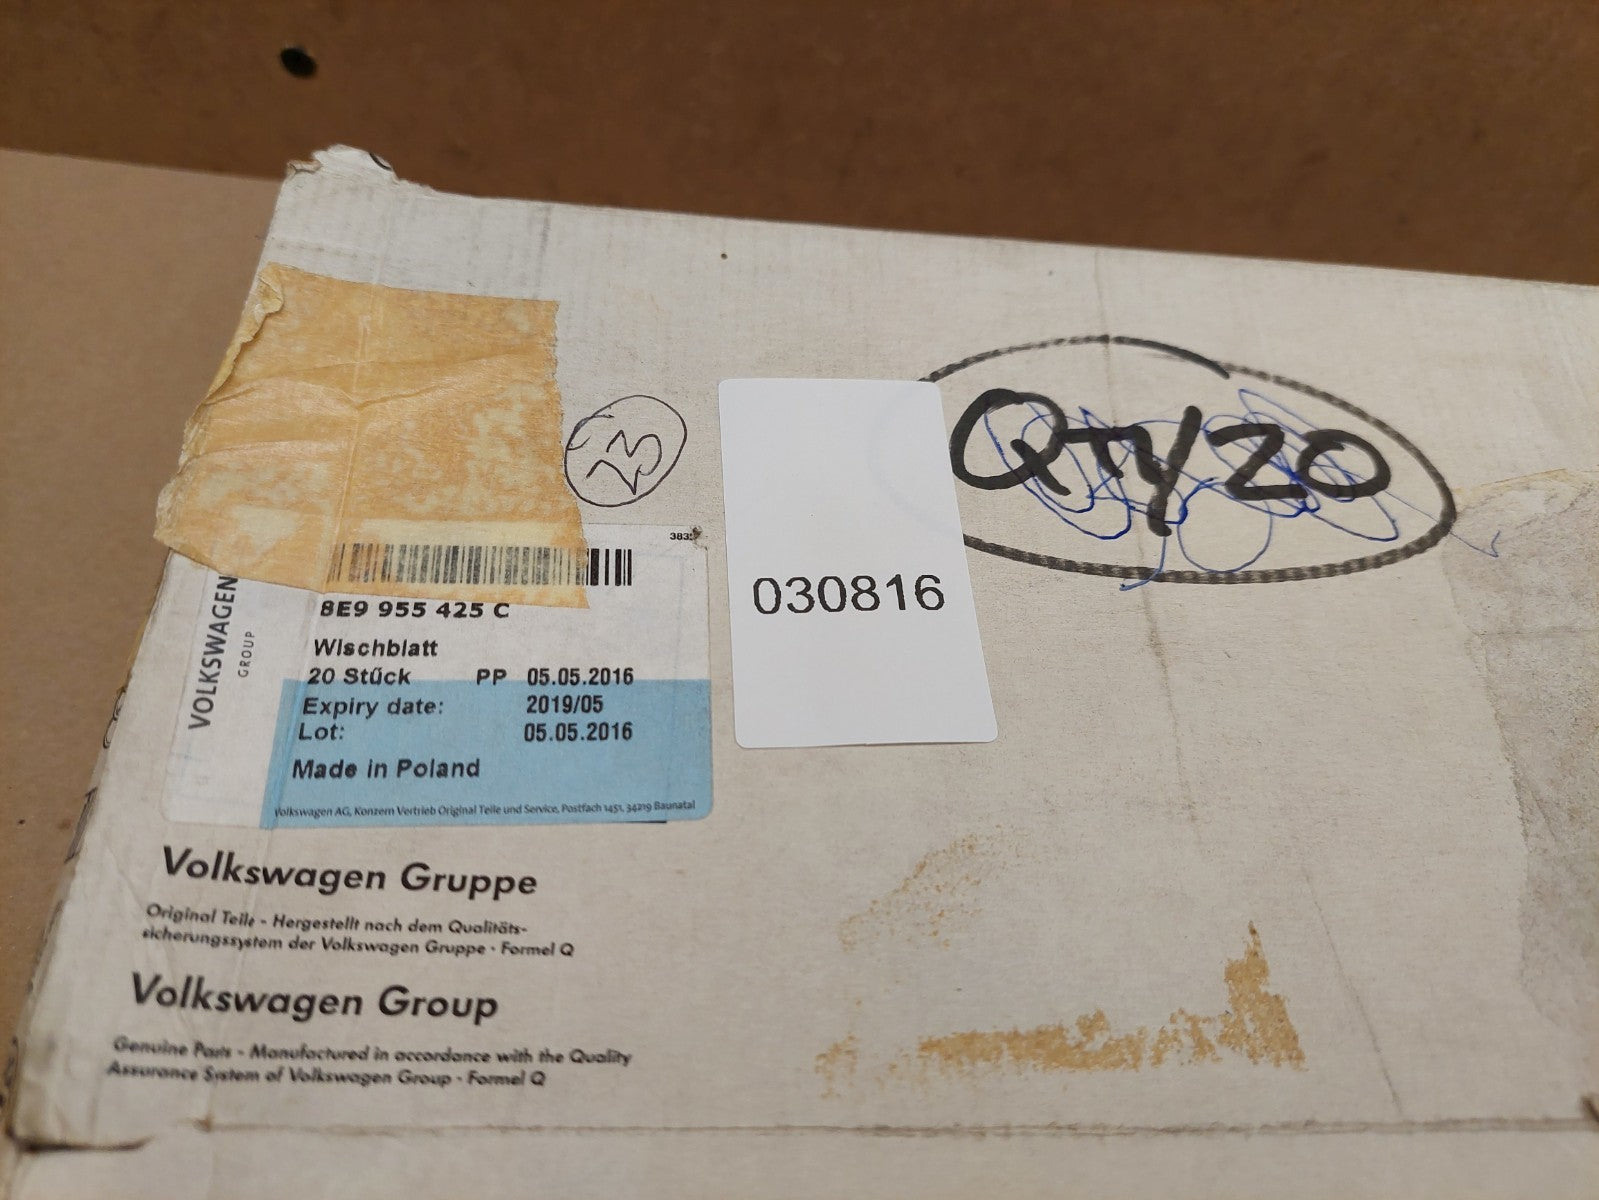 QTY 20
23
VOLKSWAGEN
GROUP
8E9 955 425 C
Wischblatt
20 Stück PP 05.05.2016
Expiry date: 2019/05
Lot: 05.05.2016
Made in Poland
Volkswagen AG, Konzern Vertrieb Original Teile und Service, Postfach 1451, 34219 Baunatal
030816
Volkswagen Gruppe
Original Teile - Hergestellt nach dem Qualitäts-
sicherungssystem der Volkswagen Gruppe · Formel Q
Volkswagen Group
Genuine Parts - Manufactured in accordance with the Quality
Assurance System of Volkswagen Group · Formel Q